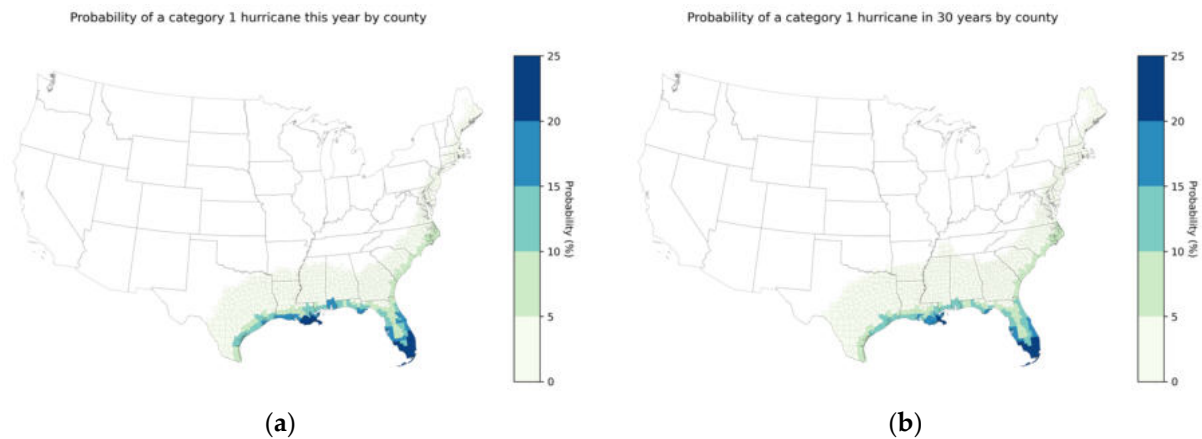 Probability of a category 1 hurricane this year by county
25
20
15
10
5
0
Probability (%)
(a)
Probability of a category 1 hurricane in 30 years by county
25
20
15
10
5
0
Probability (%)
(b)